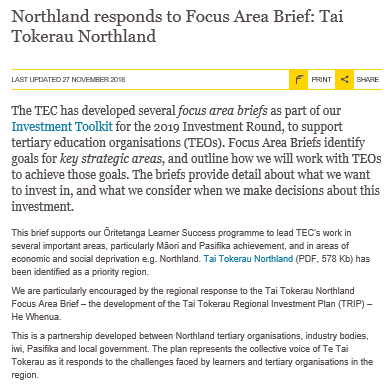 Northland responds to Focus Area Brief: Tai
Tokerau Northland
LAST UPDATED 27 NOVEMBER 2018
PRINT
SHARE
The TEC has developed several focus area briefs as part of our
Investment Toolkit for the 2019 Investment Round, to support
tertiary education organisations (TEOs). Focus Area Briefs identify
goals for key strategic areas, and outline how we will work with TEOs
to achieve those goals. The briefs provide detail about what we want
to invest in, and what we consider when we make decisions about this
investment.
This brief supports our Ōritetanga Learner Success programme to lead TEC's work in
several important areas, particularly Māori and Pasifika achievement, and in areas of
economic and social deprivation e.g. Northland. Tai Tokerau Northland (PDF, 578 Kb) has
been identified as a priority region.
We are particularly encouraged by the regional response to the Tai Tokerau Northland
Focus Area Brief – the development of the Tai Tokerau Regional Investment Plan (TRIP) –
He Whenua.
This is a partnership developed between Northland tertiary organisations, industry bodies,
iwi, Pasifika and local government. The plan represents the collective voice of Te Tai
Tokerau as it responds to the challenges faced by learners and tertiary organisations in the
region.